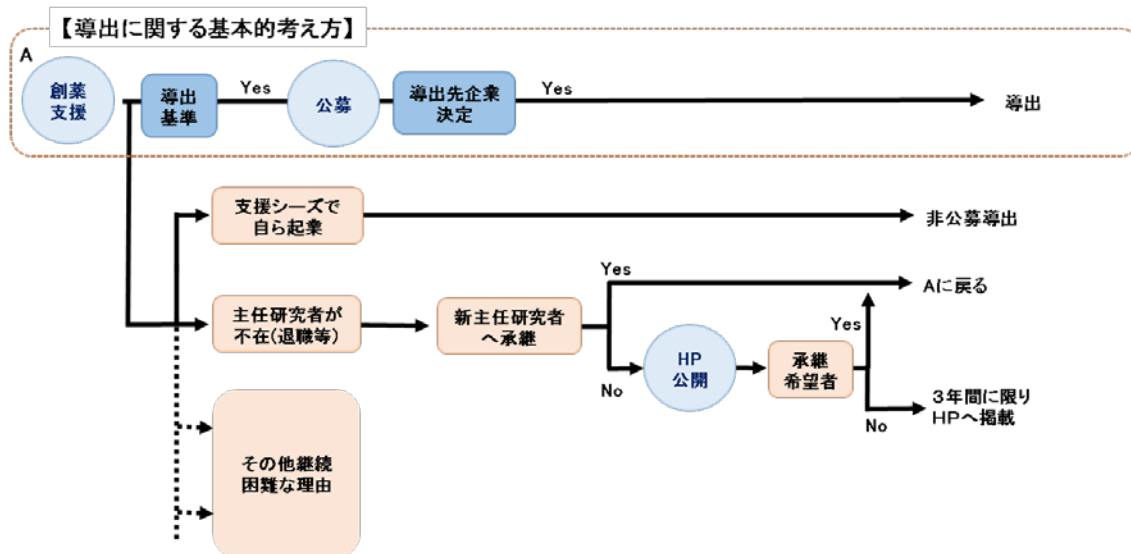 【導出に関する基本的考え方】
A
創薬
支援
導出
基準
Yes
公募
導出先企業
決定
Yes
導出
支援シーズで
自ら起業
非公募導出
主任研究者が
不在(退職等)
新主任研究者
へ承継
Yes
Aに戻る
No
HP
公開
承継
希望者
Yes
No
3年間に限り
HPへ掲載
その他継続
困難な理由